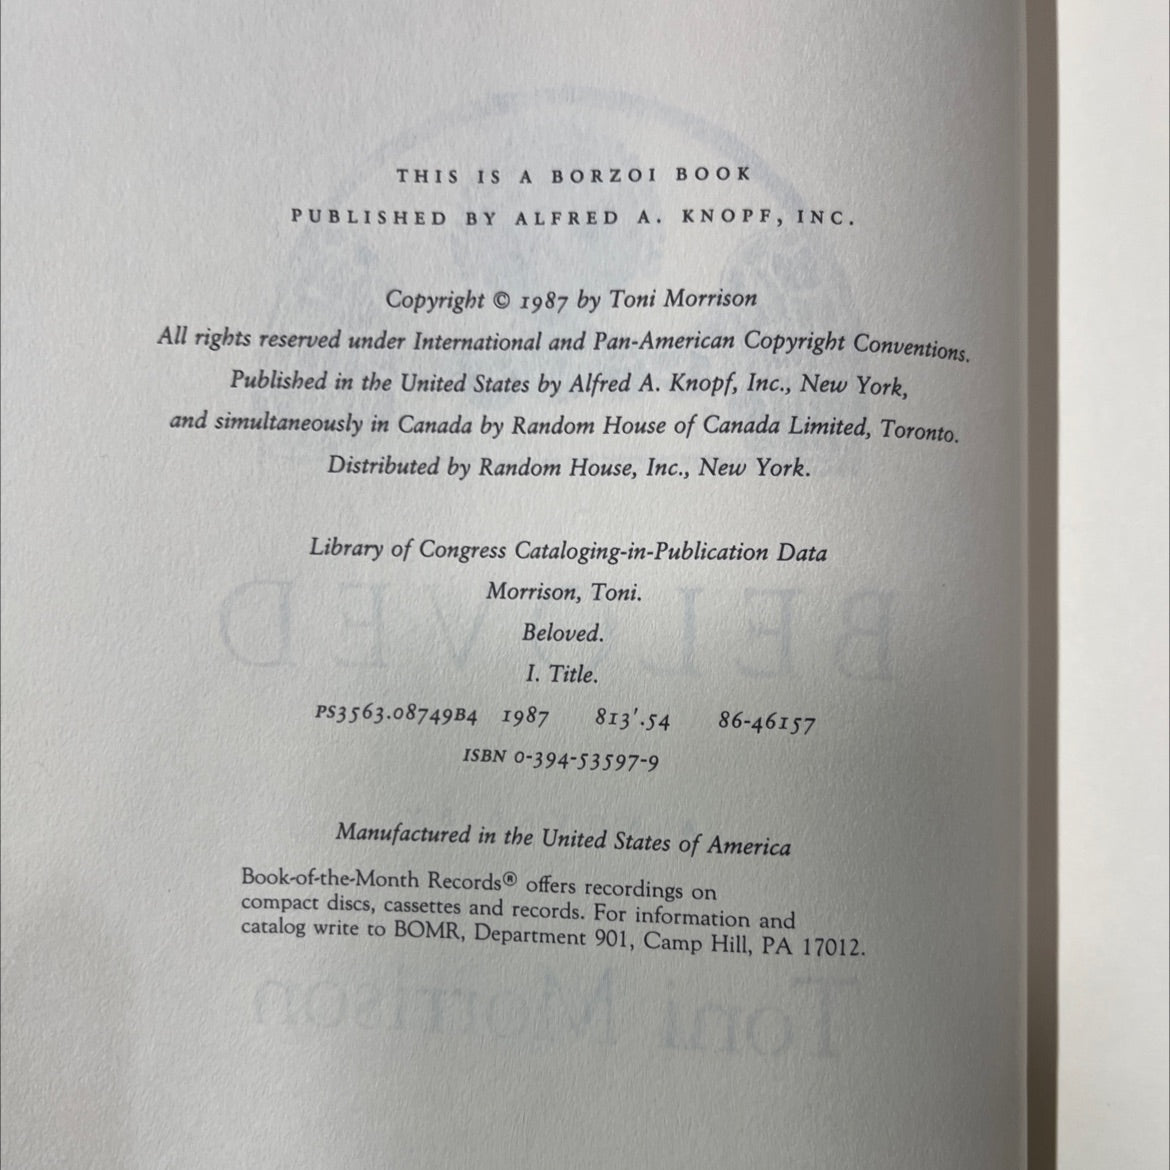 THIS IS A BORZOI BOOK
PUBLISHED BY ALFRED A. KNOPF, INC.
Copyright © 1987 by Toni Morrison
All rights reserved under International and Pan-American Copyright Conventions.
Published in the United States by Alfred A. Knopf, Inc., New York,
and simultaneously in Canada by Random House of Canada Limited, Toronto.
Distributed by Random House, Inc., New York.
Library of Congress Cataloging-in-Publication Data
Morrison, Toni.
Beloved.
I. Title.
PS3563.O8749B4 1987 813'.54 86-46157
ISBN 0-394-53597-9
Manufactured in the United States of America
Book-of-the-Month Records® offers recordings on
compact discs, cassettes and records. For information and
catalog write to BOMR, Department 901, Camp Hill, PA 17012.
BELOVED
Toni Morrison